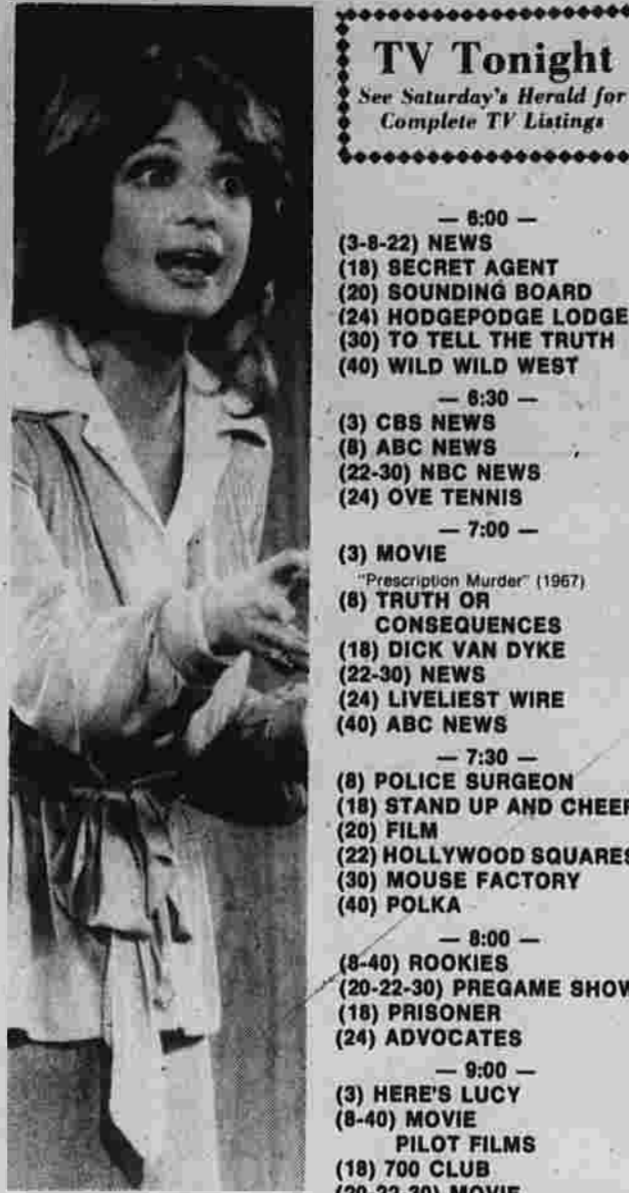 TV Tonight
See Saturday's Herald for
Complete TV Listings
— 6:00 —
(3-8-22) NEWS
(18) SECRET AGENT
(20) SOUNDING BOARD
(24) HODGEPODGE LODGE
(30) TO TELL THE TRUTH
(40) WILD WILD WEST
— 6:30 —
(3) CBS NEWS
(8) ABC NEWS
(22-30) NBC NEWS
(24) OVE TENNIS
— 7:00 —
(3) MOVIE
"Prescription Murder" (1967)
(8) TRUTH OR
CONSEQUENCES
(18) DICK VAN DYKE
(22-30) NEWS
(24) LIVELIEST WIRE
(40) ABC NEWS
— 7:30 —
(8) POLICE SURGEON
(18) STAND UP AND CHEER
(20) FILM
(22) HOLLYWOOD SQUARES
(30) MOUSE FACTORY
(40) POLKA
— 8:00 —
(8-40) ROOKIES
(20-22-30) PREGAME SHOW
(18) PRISONER
(24) ADVOCATES
— 9:00 —
(3) HERE'S LUCY
(8-40) MOVIE
PILOT FILMS
(18) 700 CLUB
(20-22-30) MOVIE